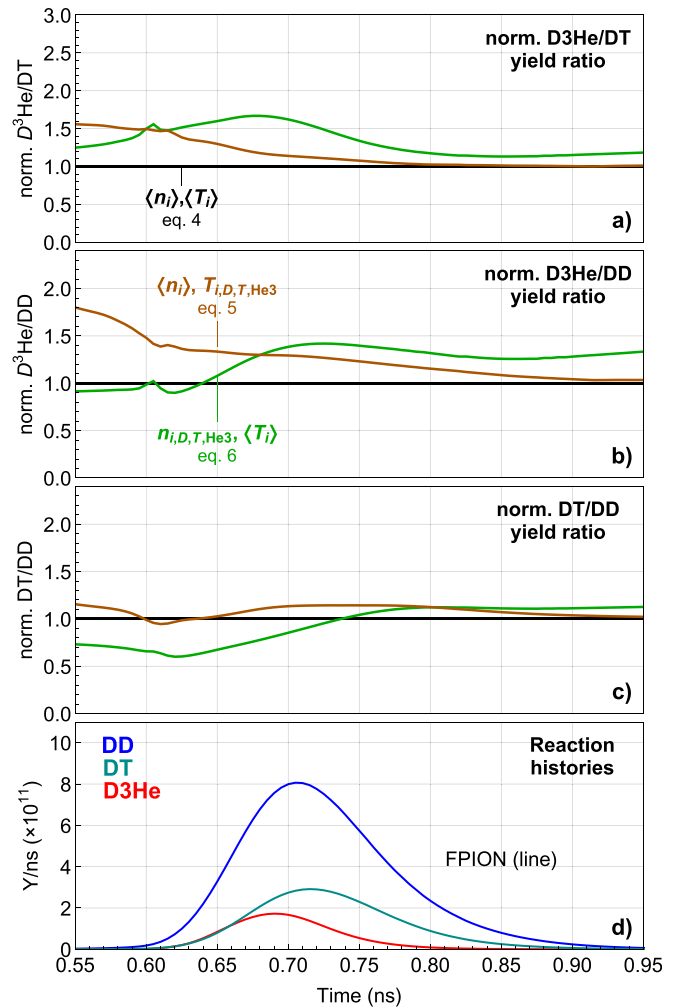 3.0
2.5
2.0
1.5
1.0
0.5
0.0
norm. D³He/DT
norm. D3He/DT
yield ratio
⟨nᵢ⟩,⟨Tᵢ⟩
eq. 4
a)
2.0
1.5
1.0
0.5
0.0
norm. D³He/DD
norm. D3He/DD
yield ratio
⟨nᵢ⟩, Tᵢ,D,T,He3
eq. 5
nᵢ,D,T,He3, ⟨Tᵢ⟩
eq. 6
b)
2.0
1.5
1.0
0.5
0.0
norm. DT/DD
norm. DT/DD
yield ratio
c)
10
8
6
4
2
0
Y/ns (×10¹¹)
DD
DT
D3He
Reaction
histories
FPION (line)
d)
0.55 0.60 0.65 0.70 0.75 0.80 0.85 0.90 0.95
Time (ns)